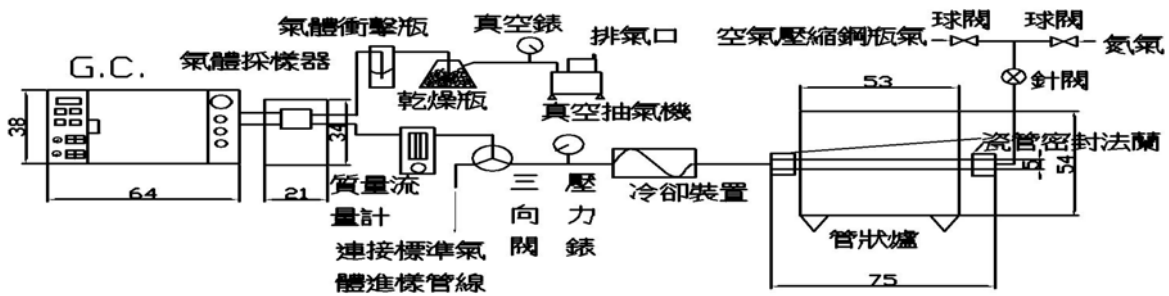 氣體衝擊瓶
真空錶
排氣口
空氣壓縮鋼瓶氣
球閥
球閥
氮氣
G.C.
氣體採樣器
針閥
乾燥瓶
真空抽氣機
53
瓷管密封法蘭
38
34
5
54
64
21
質量流
量計
三
向
閥
壓
力
錶
冷卻裝置
管狀爐
連接標準氣
體進樣管線
75